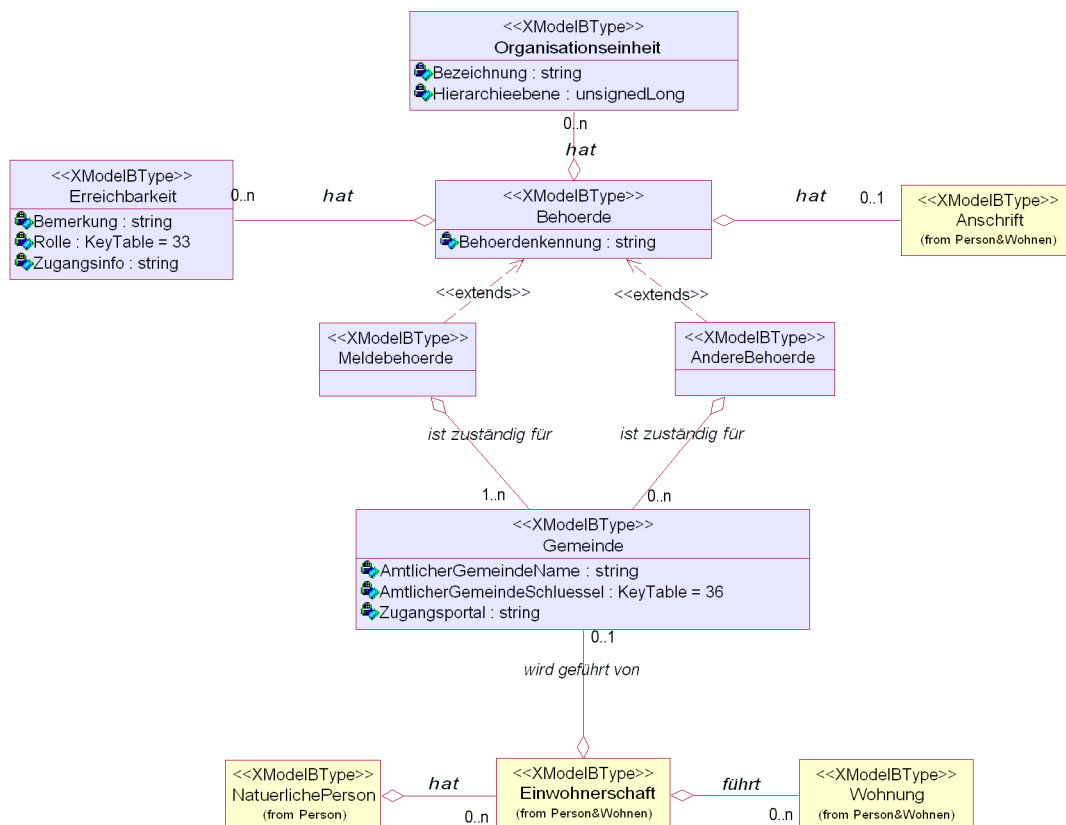 <<XModelBType>>
Organisationseinheit
Bezeichnung : string
Hierarchieebene : unsignedLong
0..n
hat
<<XModelBType>>
Erreichbarkeit
Bemerkung : string
Rolle : KeyTable = 33
Zugangsinfo : string
0..n
hat
<<XModelBType>>
Behoerde
Behoerdenkennung : string
hat
0..1
<<XModelBType>>
Anschrift
(from Person&Wohnen)
<<extends>>
<<extends>>
<<XModelBType>>
Meldebehoerde
<<XModelBType>>
AndereBehoerde
ist zuständig für
ist zuständig für
1..n
0..n
<<XModelBType>>
Gemeinde
AmtlicherGemeindeName : string
AmtlicherGemeindeSchluessel : KeyTable = 36
Zugangsportal : string
0..1
wird geführt von
<<XModelBType>>
NatuerlichePerson
(from Person)
hat
0..n
<<XModelBType>>
Einwohnerschaft
(from Person&Wohnen)
führt
0..n
<<XModelBType>>
Wohnung
(from Person&Wohnen)